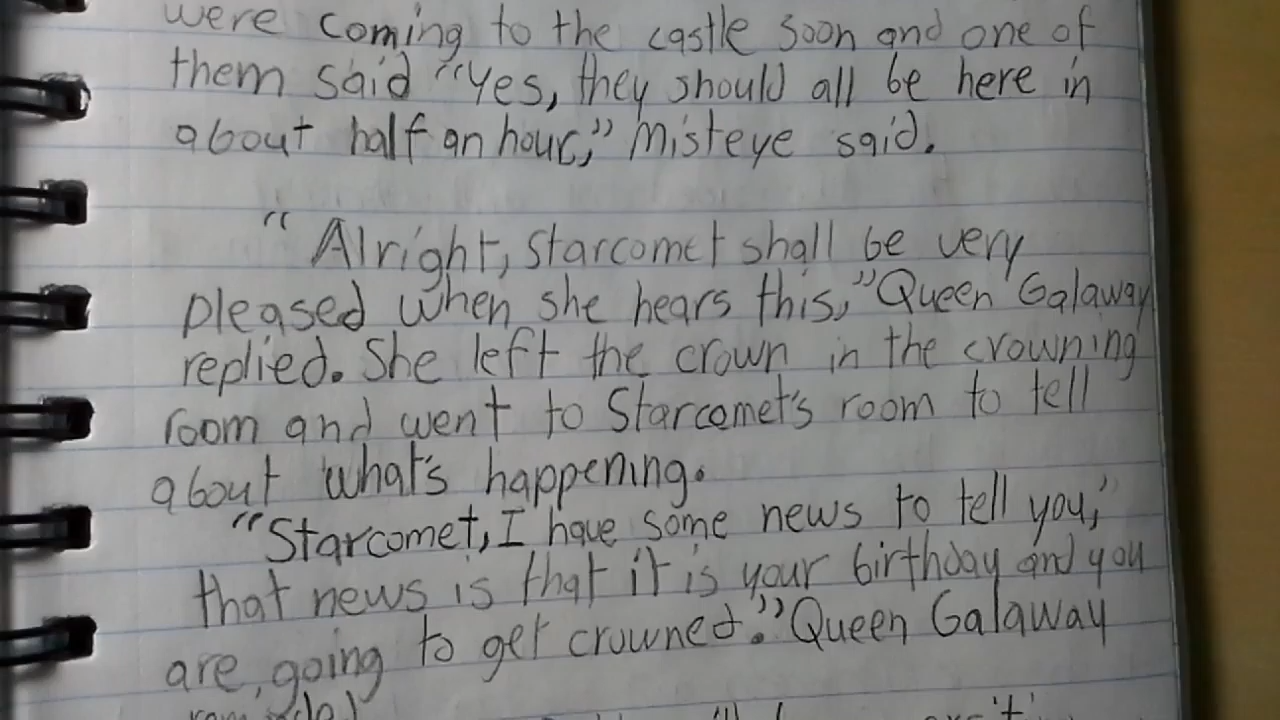 were coming to the castle soon and one of
them said "Yes, they should all be here in
about half an hour," Misteye said.
"Alright, Starcomet shall be very
pleased when she hears this," Queen Galaway
replied. She left the crown in the crowning
room and went to Starcomet's room to tell
about what's happening.
"Starcomet, I have some news to tell you,"
that news is that it is your birthday and you
are, going to get crowned." Queen Galaway